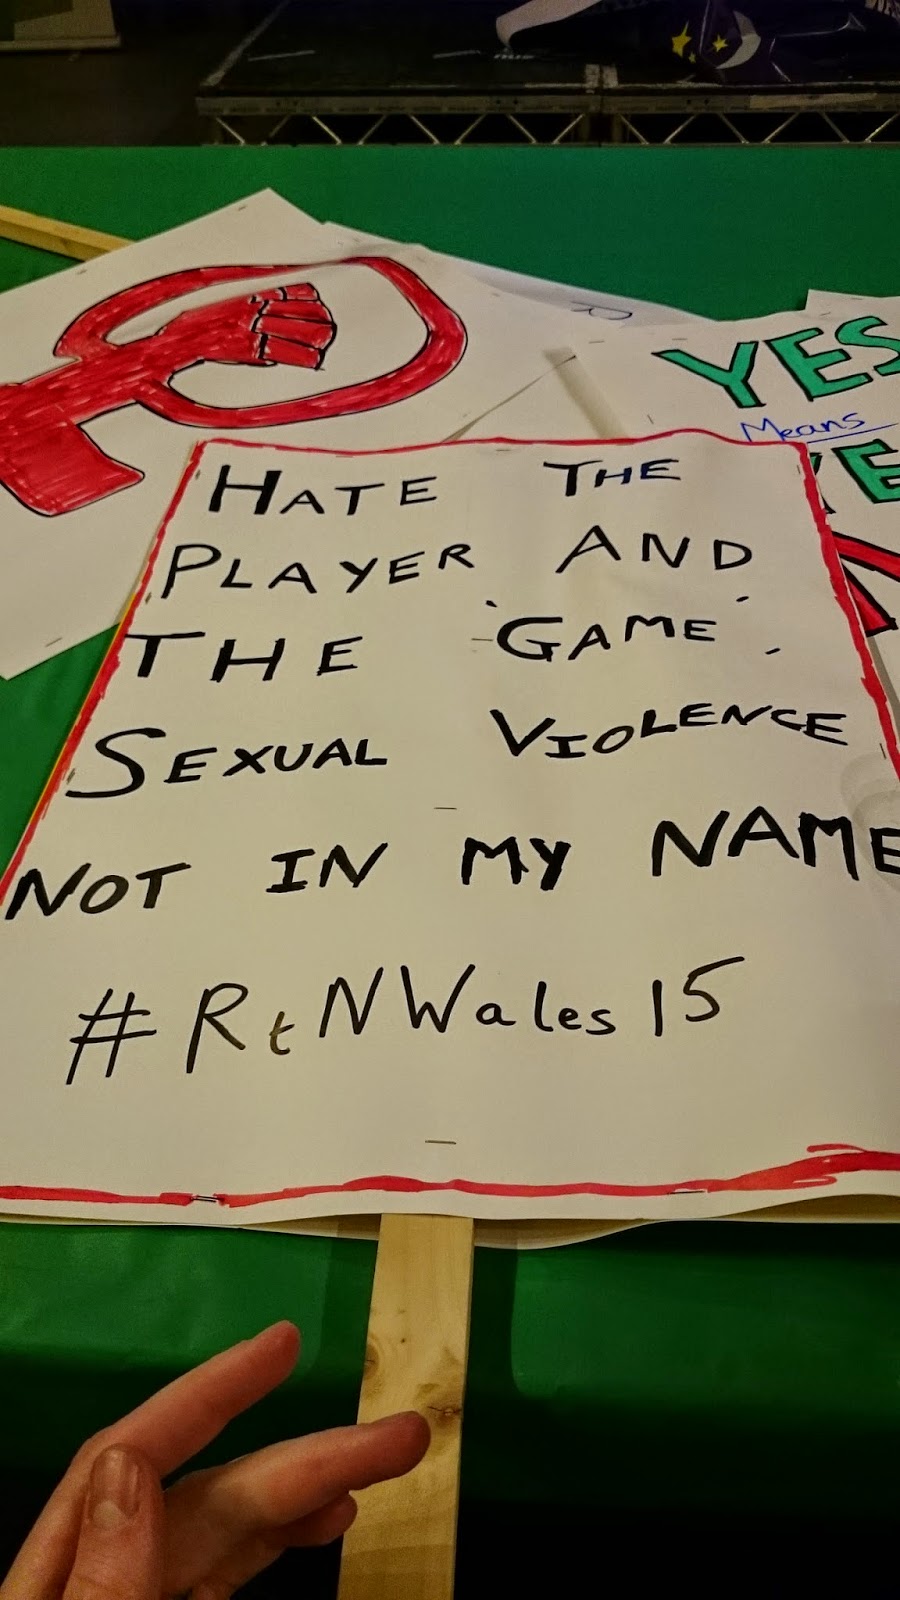 HATE THE
PLAYER AND
THE 'GAME'.
SEXUAL VIOLENCE
NOT IN MY NAME
#RtNWales15
YES
Means